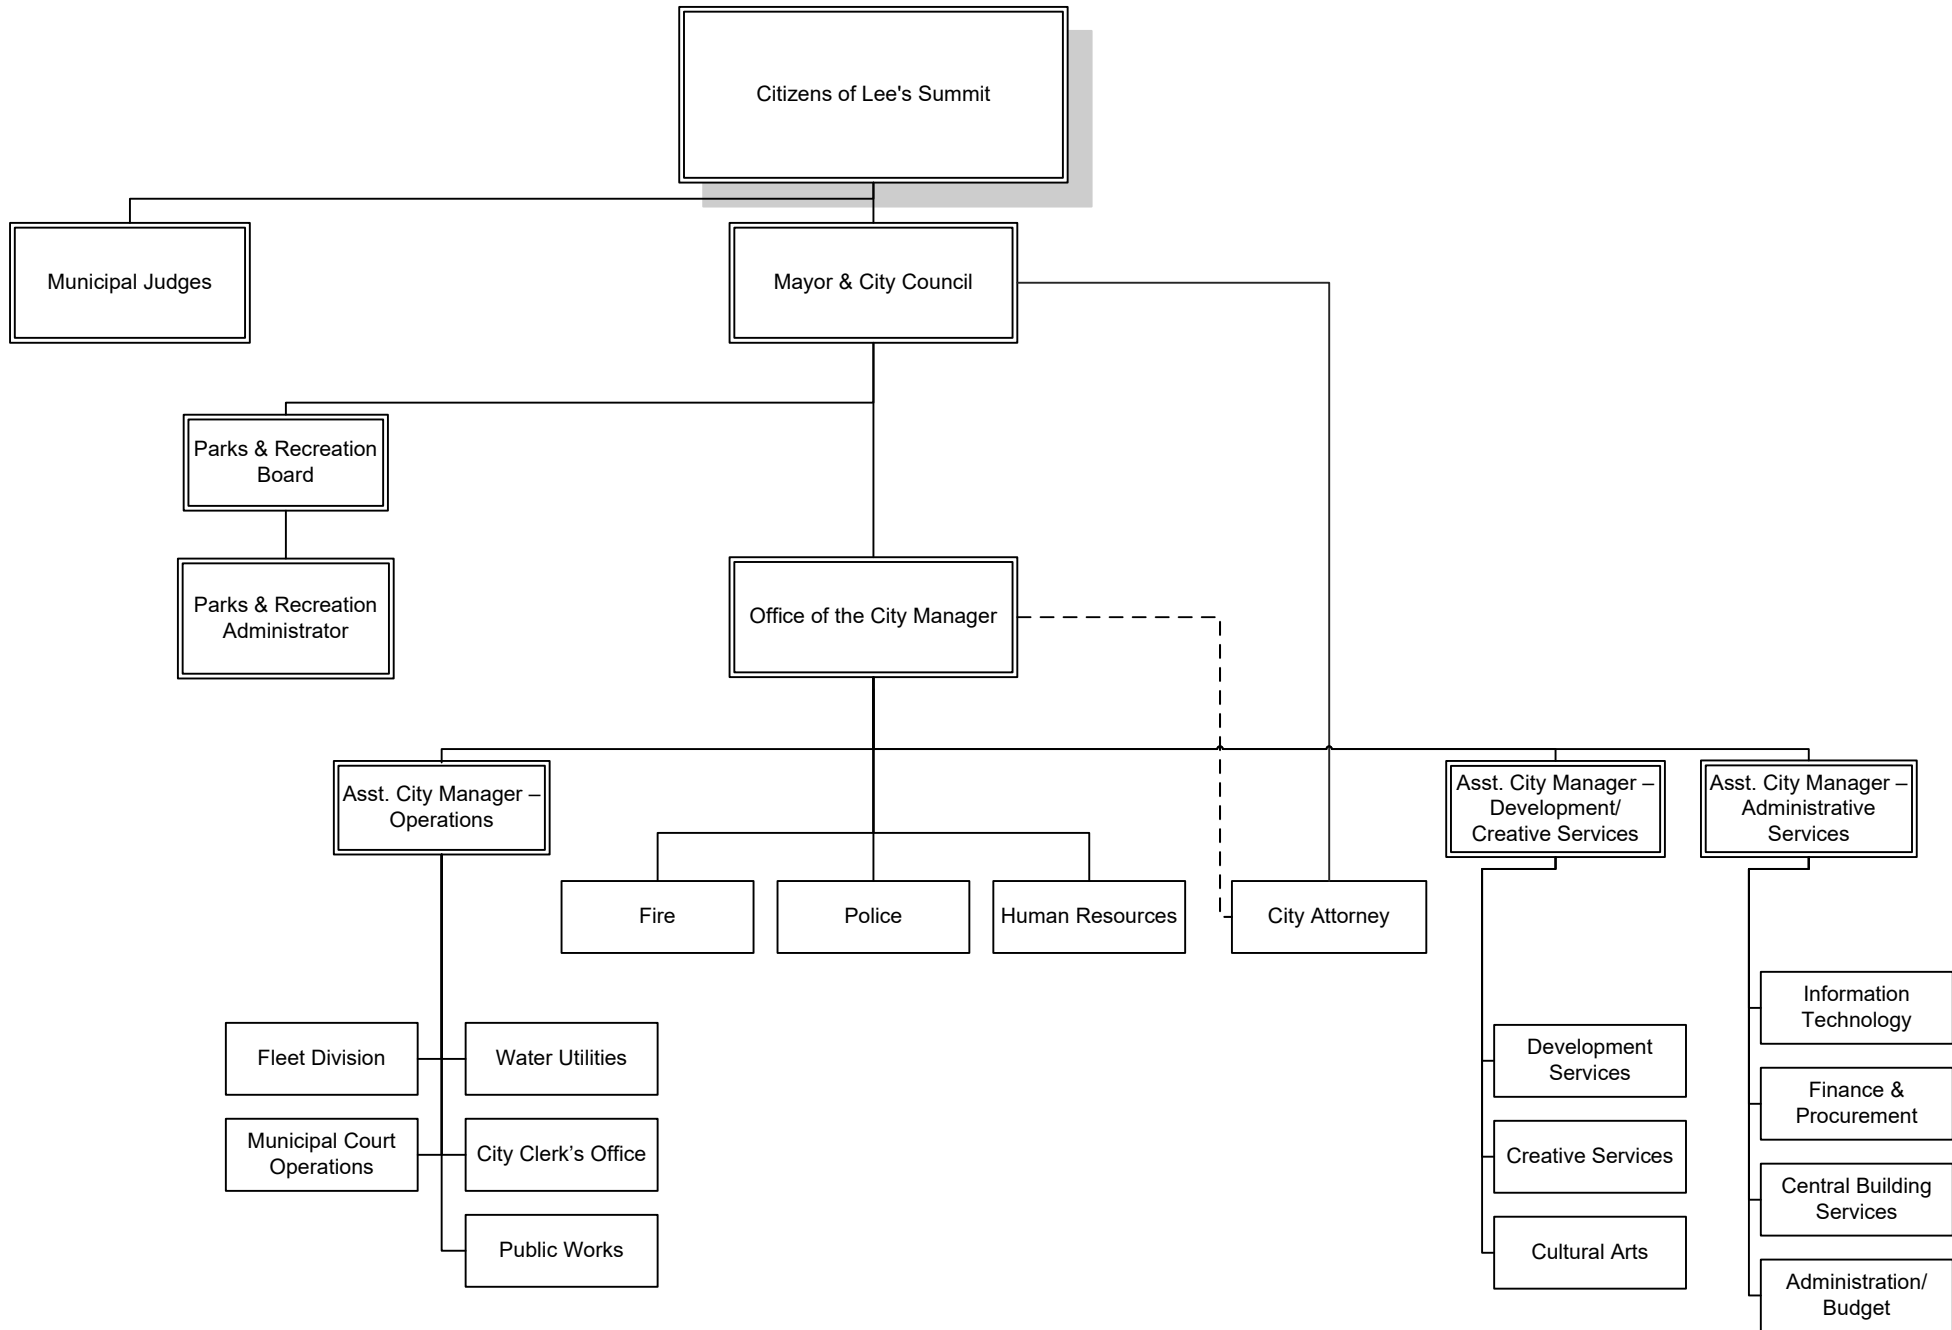 Citizens of Lee's Summit
Municipal Judges
Mayor & City Council
Parks & Recreation
Board
Parks & Recreation
Administrator
Office of the City Manager
Asst. City Manager –
Operations
Asst. City Manager –
Development/
Creative Services
Asst. City Manager –
Administrative
Services
Fire
Police
Human Resources
City Attorney
Fleet Division
Water Utilities
Municipal Court
Operations
City Clerk’s Office
Public Works
Development
Services
Creative Services
Cultural Arts
Information
Technology
Finance &
Procurement
Central Building
Services
Administration/
Budget